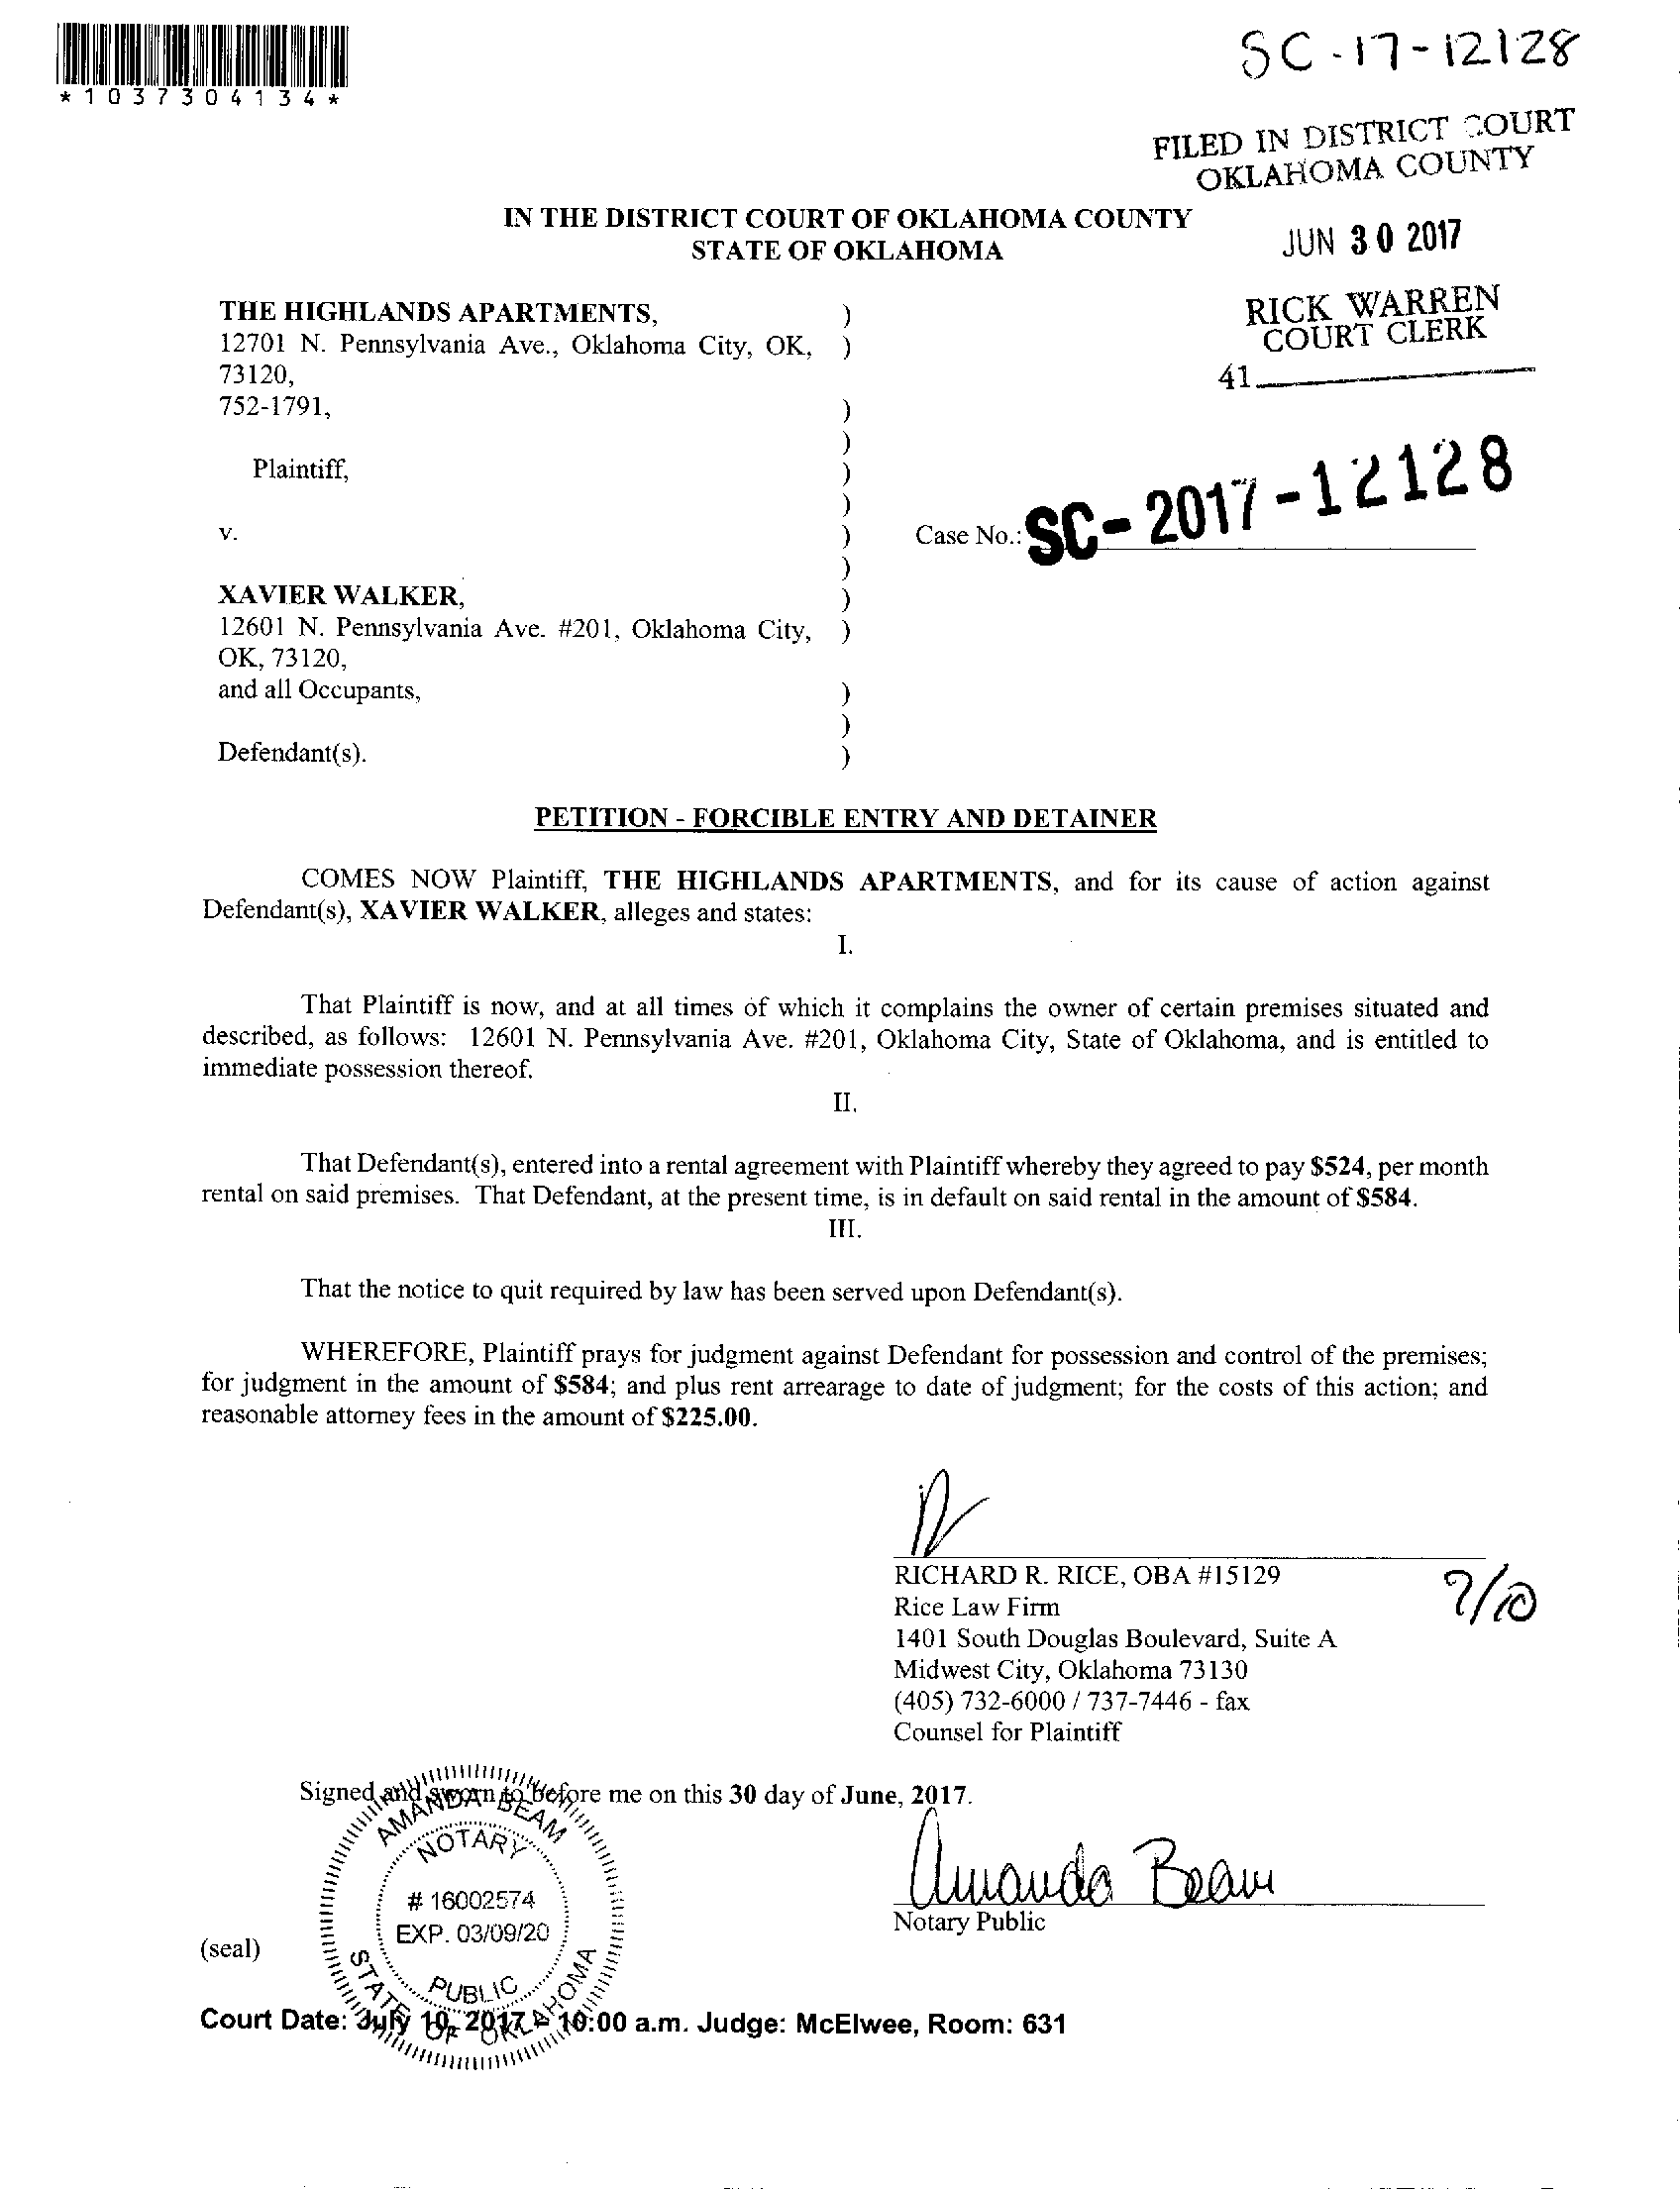 *1037304134*
SC-17-12128
FILED IN DISTRICT COURT
OKLAHOMA COUNTY
JUN 30 2017
RICK WARREN
COURT CLERK
41
IN THE DISTRICT COURT OF OKLAHOMA COUNTY
STATE OF OKLAHOMA
THE HIGHLANDS APARTMENTS, )
12701 N. Pennsylvania Ave., Oklahoma City, OK, )
73120,
752-1791, )
)
Plaintiff, )
)
v. ) Case No.: SC-2017-12128
)
XAVIER WALKER, )
12601 N. Pennsylvania Ave. #201, Oklahoma City, )
OK, 73120,
and all Occupants, )
)
Defendant(s). )
PETITION - FORCIBLE ENTRY AND DETAINER
COMES NOW Plaintiff, THE HIGHLANDS APARTMENTS, and for its cause of action against
Defendant(s), XAVIER WALKER, alleges and states:
I.
That Plaintiff is now, and at all times of which it complains the owner of certain premises situated and
described, as follows: 12601 N. Pennsylvania Ave. #201, Oklahoma City, State of Oklahoma, and is entitled to
immediate possession thereof.
II.
That Defendant(s), entered into a rental agreement with Plaintiff whereby they agreed to pay $524, per month
rental on said premises. That Defendant, at the present time, is in default on said rental in the amount of $584.
III.
That the notice to quit required by law has been served upon Defendant(s).
WHEREFORE, Plaintiff prays for judgment against Defendant for possession and control of the premises;
for judgment in the amount of $584; and plus rent arrearage to date of judgment; for the costs of this action; and
reasonable attorney fees in the amount of $225.00.
RICHARD R. RICE, OBA #15129
Rice Law Firm
1401 South Douglas Boulevard, Suite A
Midwest City, Oklahoma 73130
(405) 732-6000 / 737-7446 - fax
Counsel for Plaintiff
7/10
Signed and sworn to before me on this 30 day of June, 2017.
AMANDA BEAM
NOTARY
# 16002574
EXP. 03/09/20
PUBLIC
STATE OF OKLAHOMA
Amanda Beam
Notary Public
(seal)
Court Date: July 10, 2017 10:00 a.m. Judge: McElwee, Room: 631